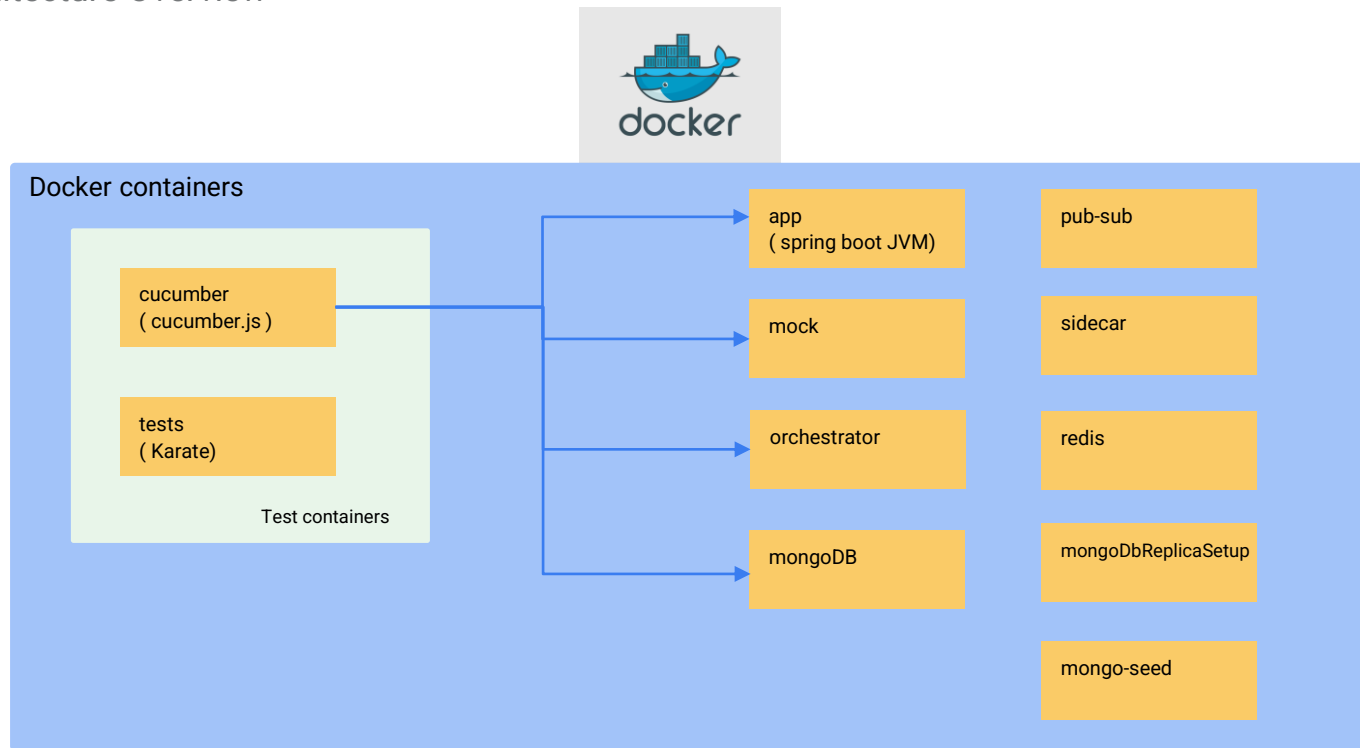 docker
Docker containers
cucumber
( cucumber.js )
tests
( Karate)
Test containers
app
( spring boot JVM)
mock
orchestrator
mongoDB
pub-sub
sidecar
redis
mongoDbReplicaSetup
mongo-seed